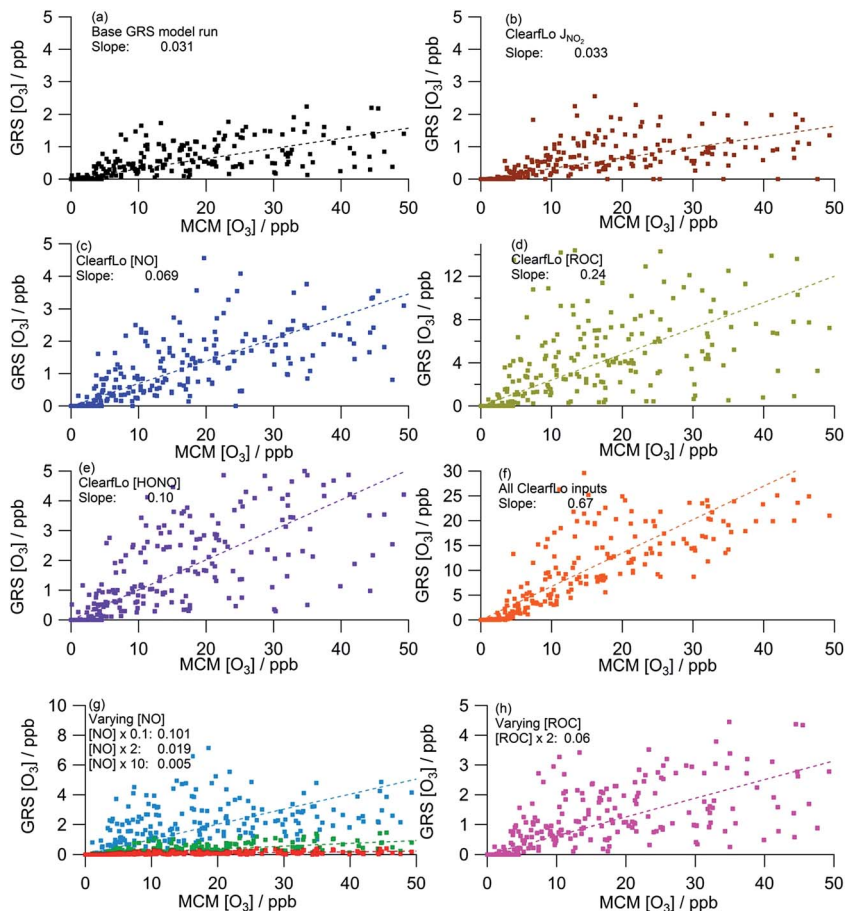 (a)
Base GRS model run
Slope: 0.031
GRS [O3] / ppb
5
4
3
2
1
0
0 10 20 30 40 50
MCM [O3] / ppb
(b)
ClearfLo JNO2
Slope: 0.033
GRS [O3] / ppb
5
4
3
2
1
0
0 10 20 30 40 50
MCM [O3] / ppb
(c)
ClearfLo [NO]
Slope: 0.069
GRS [O3] / ppb
5
4
3
2
1
0
0 10 20 30 40 50
MCM [O3] / ppb
(d)
ClearfLo [ROC]
Slope: 0.24
GRS [O3] / ppb
12
8
4
0
0 10 20 30 40 50
MCM [O3] / ppb
(e)
ClearfLo [HONO]
Slope: 0.10
GRS [O3] / ppb
5
4
3
2
1
0
0 10 20 30 40 50
MCM [O3] / ppb
(f)
All ClearfLo inputs
Slope: 0.67
GRS [O3] / ppb
30
25
20
15
10
5
0
0 10 20 30 40 50
MCM [O3] / ppb
(g)
Varying [NO]
[NO] x 0.1: 0.101
[NO] x 2: 0.019
[NO] x 10: 0.005
GRS [O3] / ppb
10
8
6
4
2
0
0 10 20 30 40 50
MCM [O3] / ppb
(h)
Varying [ROC]
[ROC] x 2: 0.06
GRS [O3] / ppb
5
4
3
2
1
0
0 10 20 30 40 50
MCM [O3] / ppb